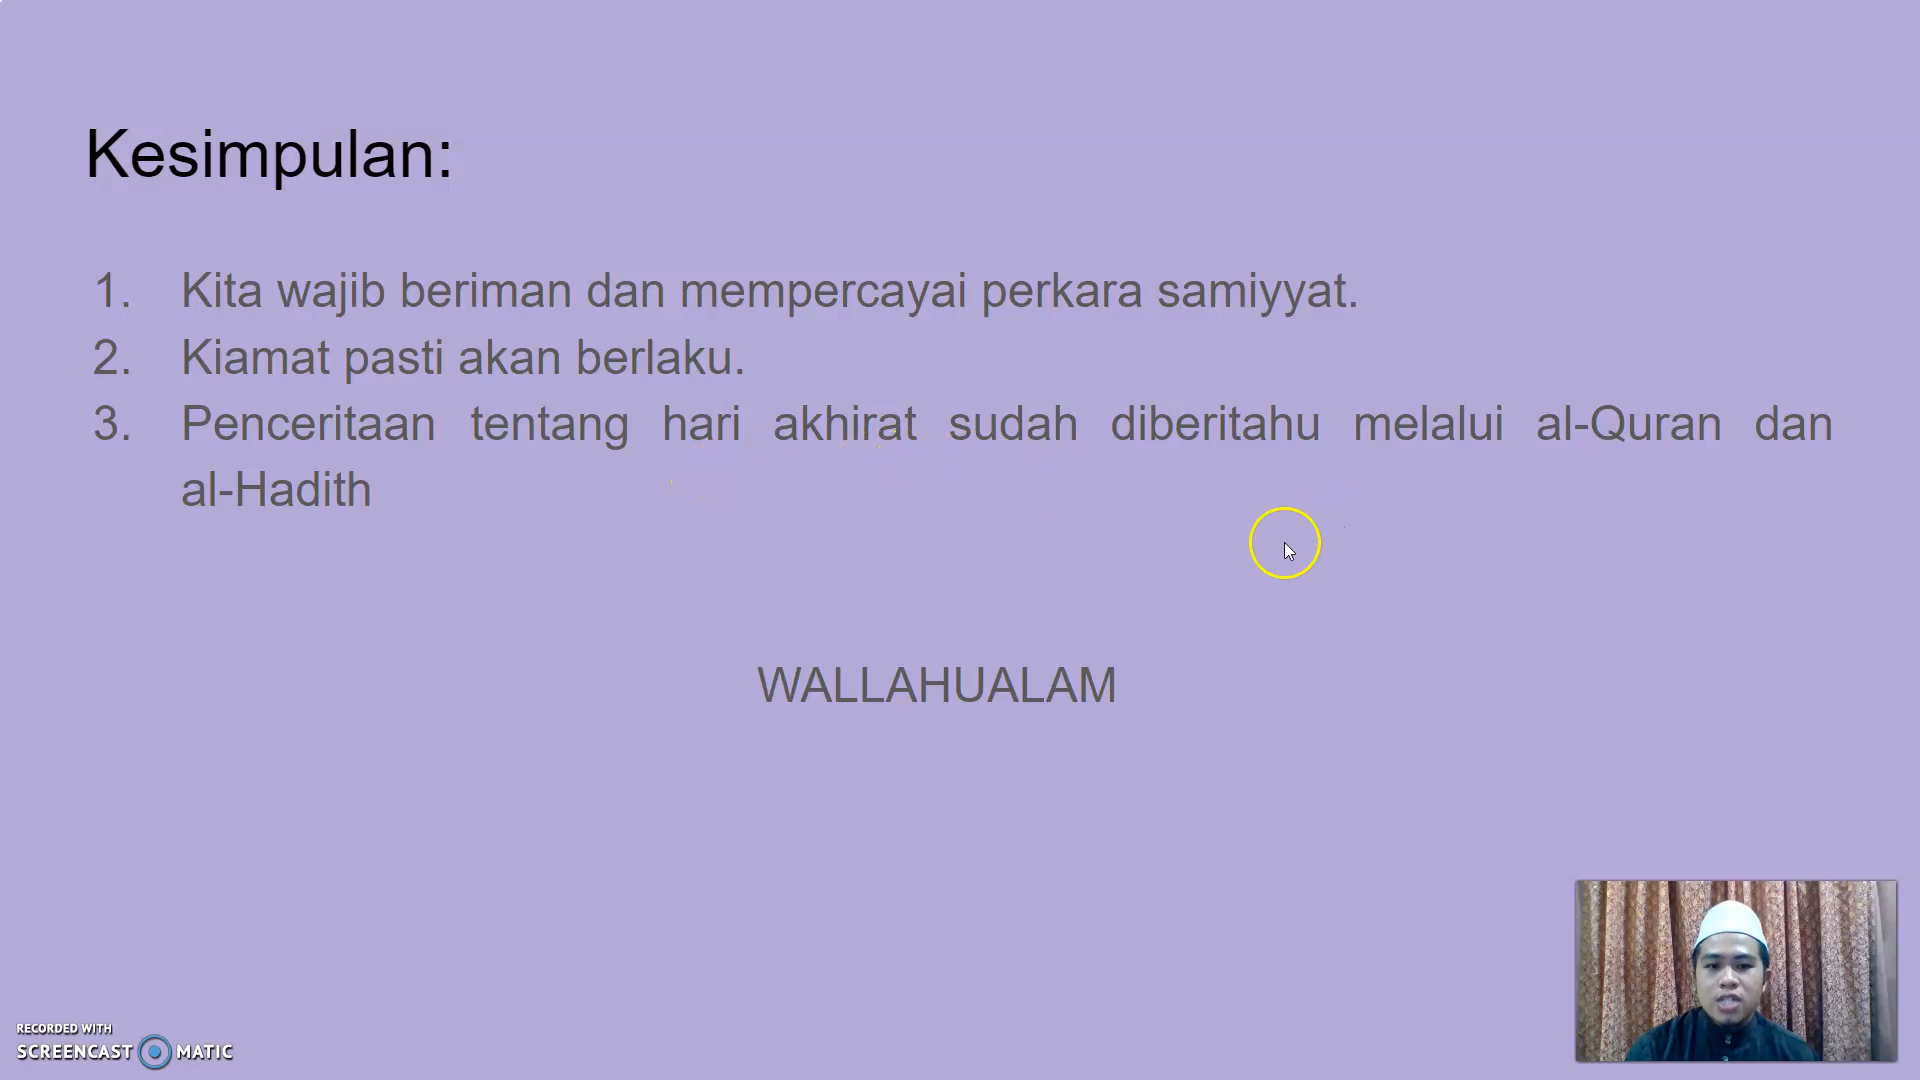 Kesimpulan:
1. Kita wajib beriman dan mempercayai perkara samiyyat.
2. Kiamat pasti akan berlaku.
3. Penceritaan tentang hari akhirat sudah diberitahu melalui al-Quran dan
al-Hadith
WALLAHUALAM
RECORDED WITH
SCREENCAST MATIC